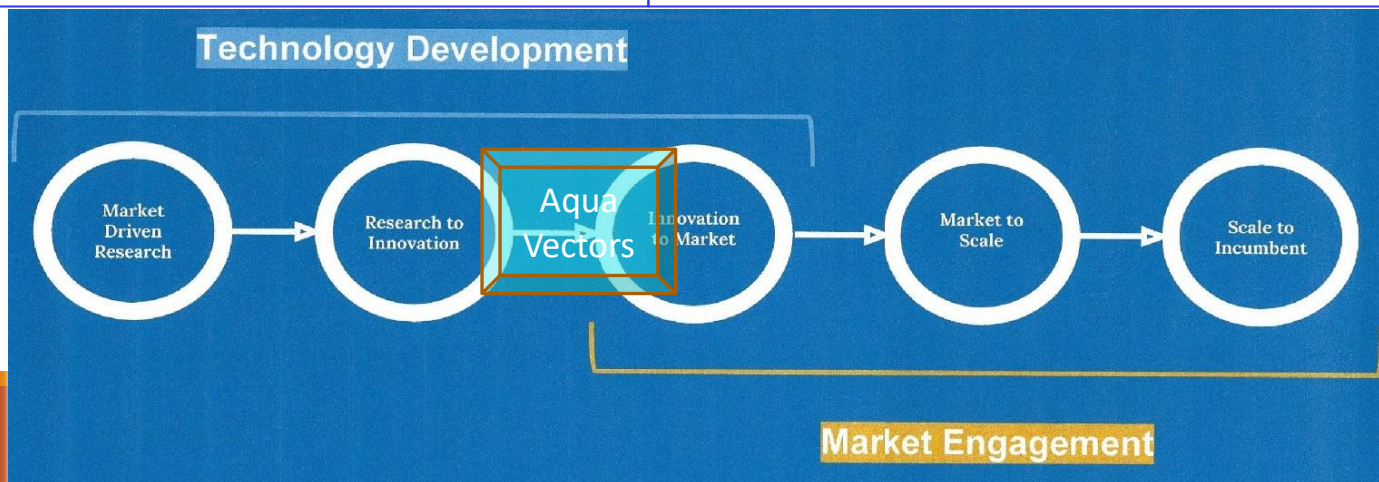 Technology Development
Market
Driven
Research
Research to
Innovation
Aqua
Vectors
Innovation
to Market
Market to
Scale
Scale to
Incumbent
Market Engagement